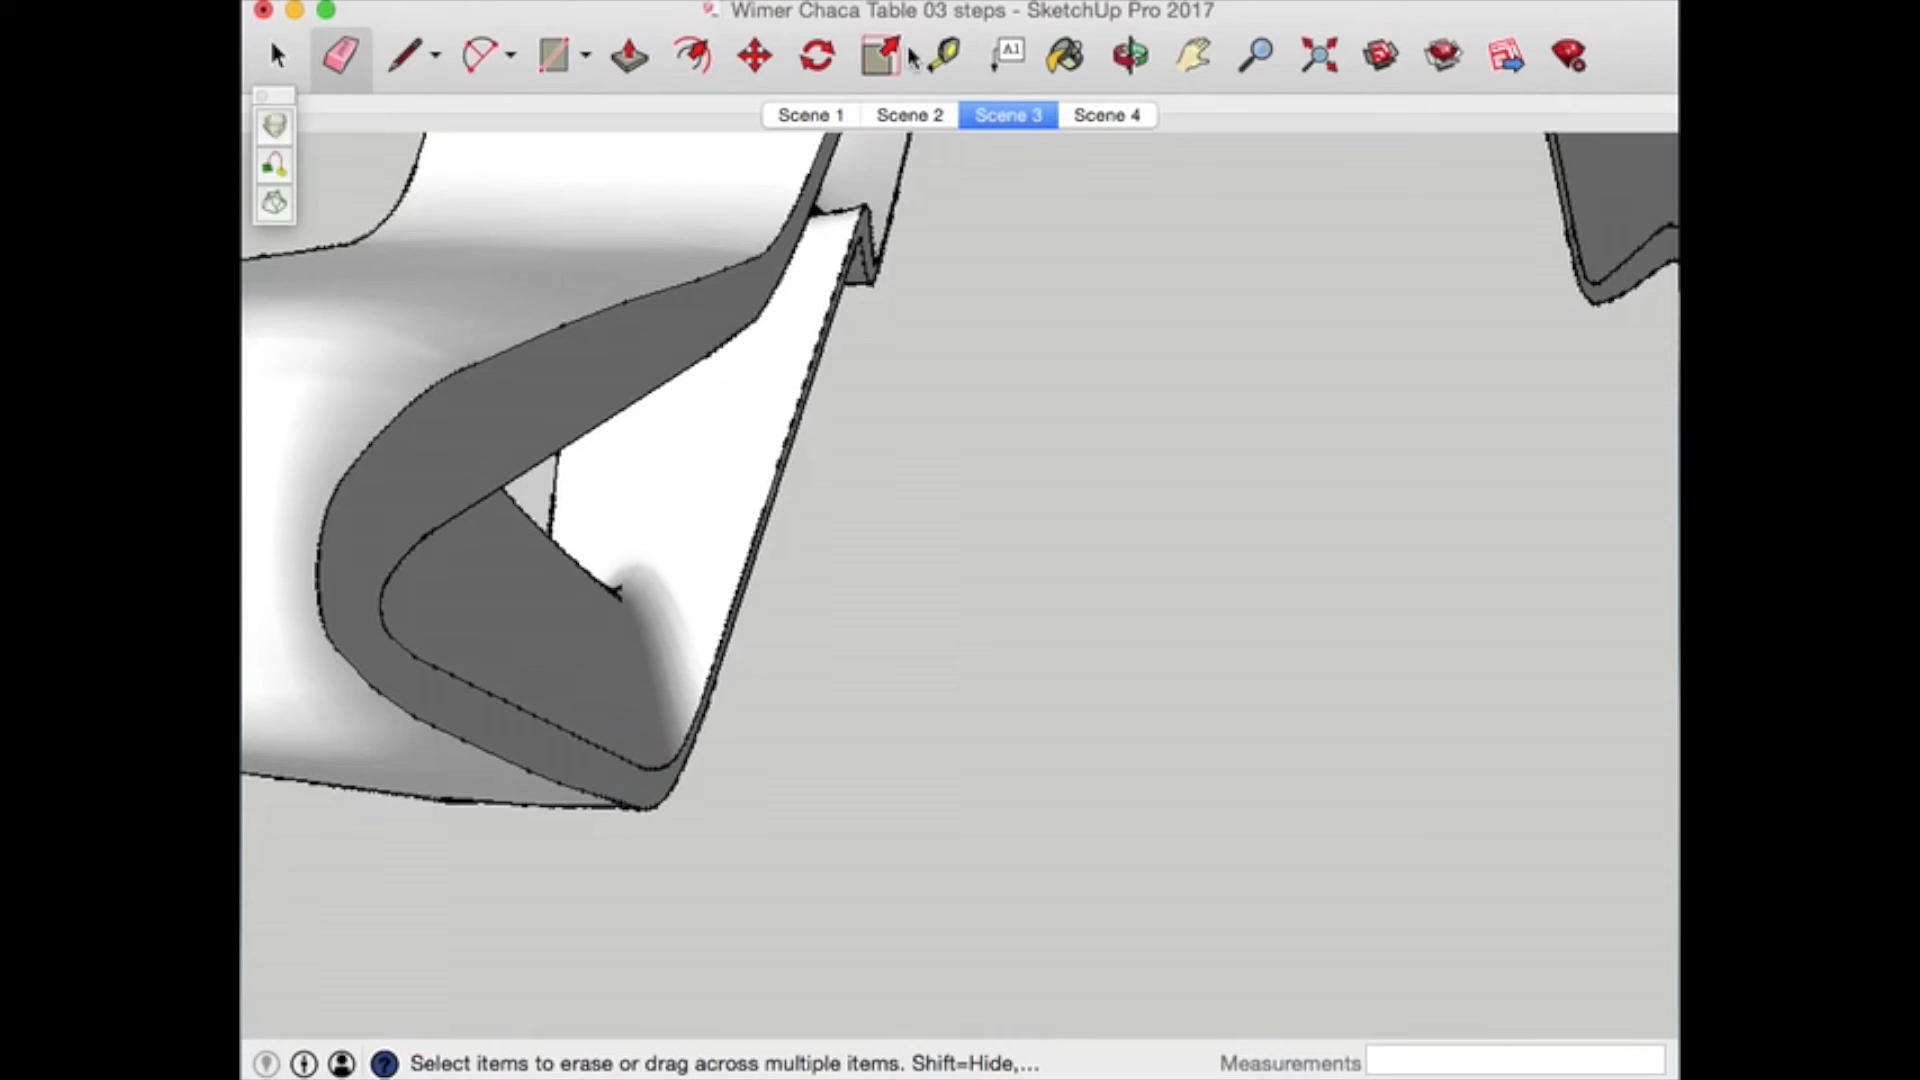 Wimer Chaca Table 03 steps - SketchUp Pro 2017
A1
Scene 1 Scene 2 Scene 3 Scene 4
? Select items to erase or drag across multiple items. Shift=Hide,... Measurements